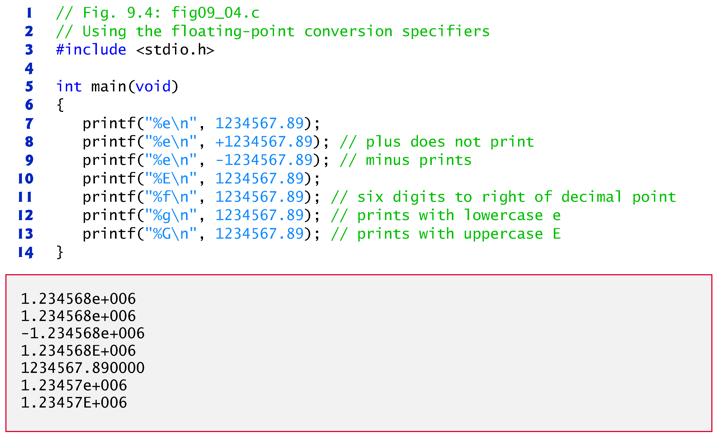 1 // Fig. 9.4: fig09_04.c
2 // Using the floating-point conversion specifiers
3 #include <stdio.h>
4
5 int main(void)
6 {
7    printf("%e\n", 1234567.89);
8    printf("%e\n", +1234567.89); // plus does not print
9    printf("%e\n", -1234567.89); // minus prints
10    printf("%E\n", 1234567.89);
11    printf("%f\n", 1234567.89); // six digits to right of decimal point
12    printf("%g\n", 1234567.89); // prints with lowercase e
13    printf("%G\n", 1234567.89); // prints with uppercase E
14 }
1.234568e+006
1.234568e+006
-1.234568e+006
1.234568E+006
1234567.890000
1.23457e+006
1.23457E+006